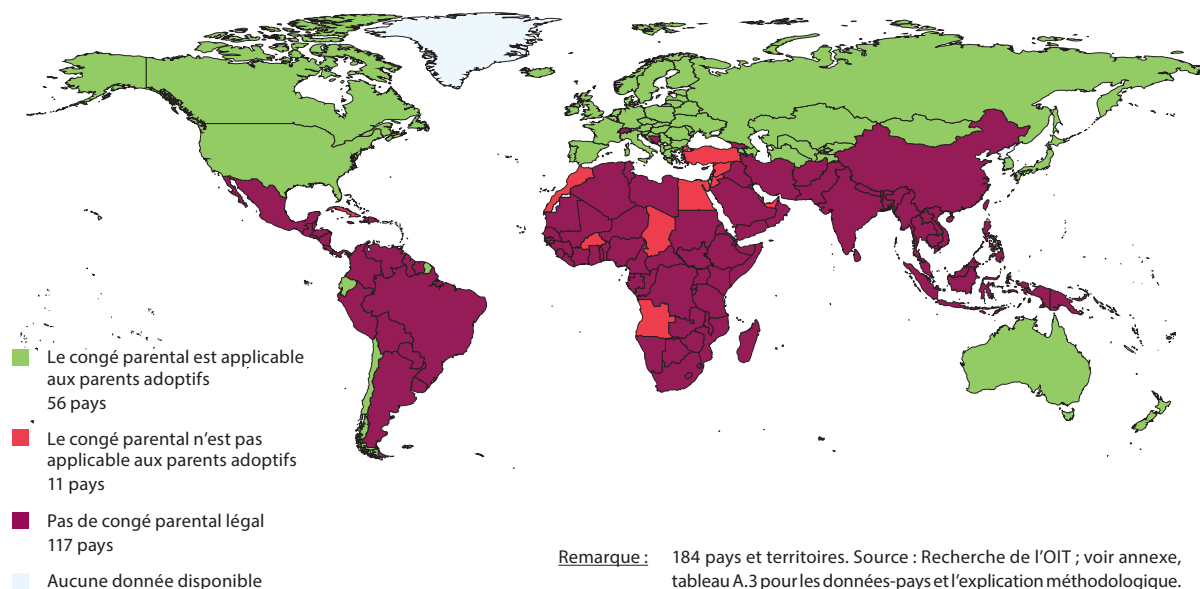 Le congé parental est applicable
aux parents adoptifs
56 pays
Le congé parental n'est pas
applicable aux parents adoptifs
11 pays
Pas de congé parental légal
117 pays
Aucune donnée disponible
Remarque : 184 pays et territoires. Source : Recherche de l'OIT ; voir annexe,
tableau A.3 pour les données-pays et l'explication méthodologique.